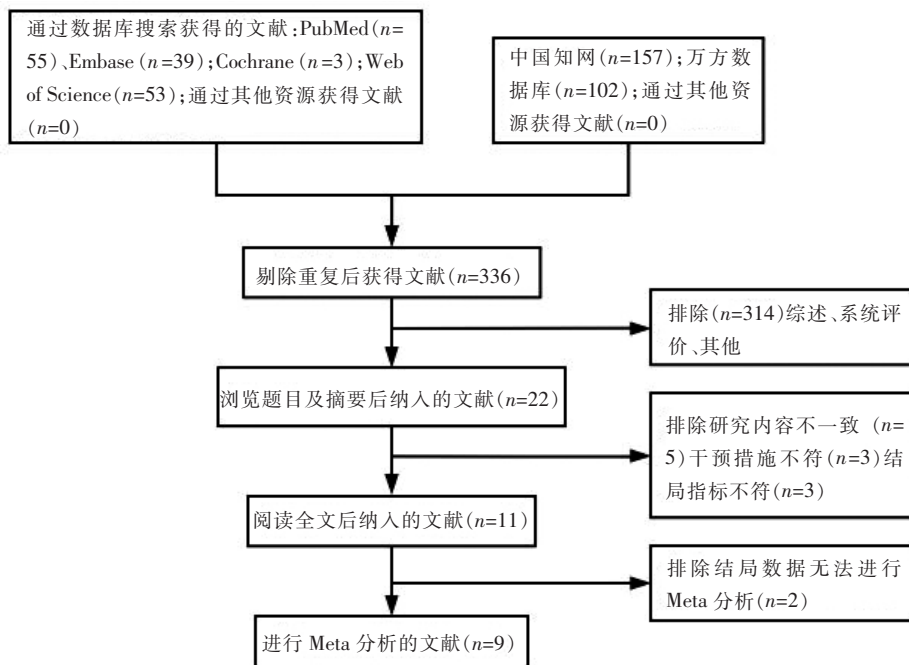 通过数据库搜索获得的文献:PubMed(n=
55)、Embase(n=39);Cochrane(n=3);Web
of Science(n=53);通过其他资源获得文献
(n=0)
中国知网(n=157);万方数
据库(n=102);通过其他资
源获得文献(n=0)
剔除重复后获得文献(n=336)
排除(n=314)综述、系统评
价、其他
浏览题目及摘要后纳入的文献(n=22)
排除研究内容不一致 (n=
5)干预措施不符(n=3)结
局指标不符(n=3)
阅读全文后纳入的文献(n=11)
排除结局数据无法进行
Meta 分析(n=2)
进行 Meta 分析的文献(n=9)